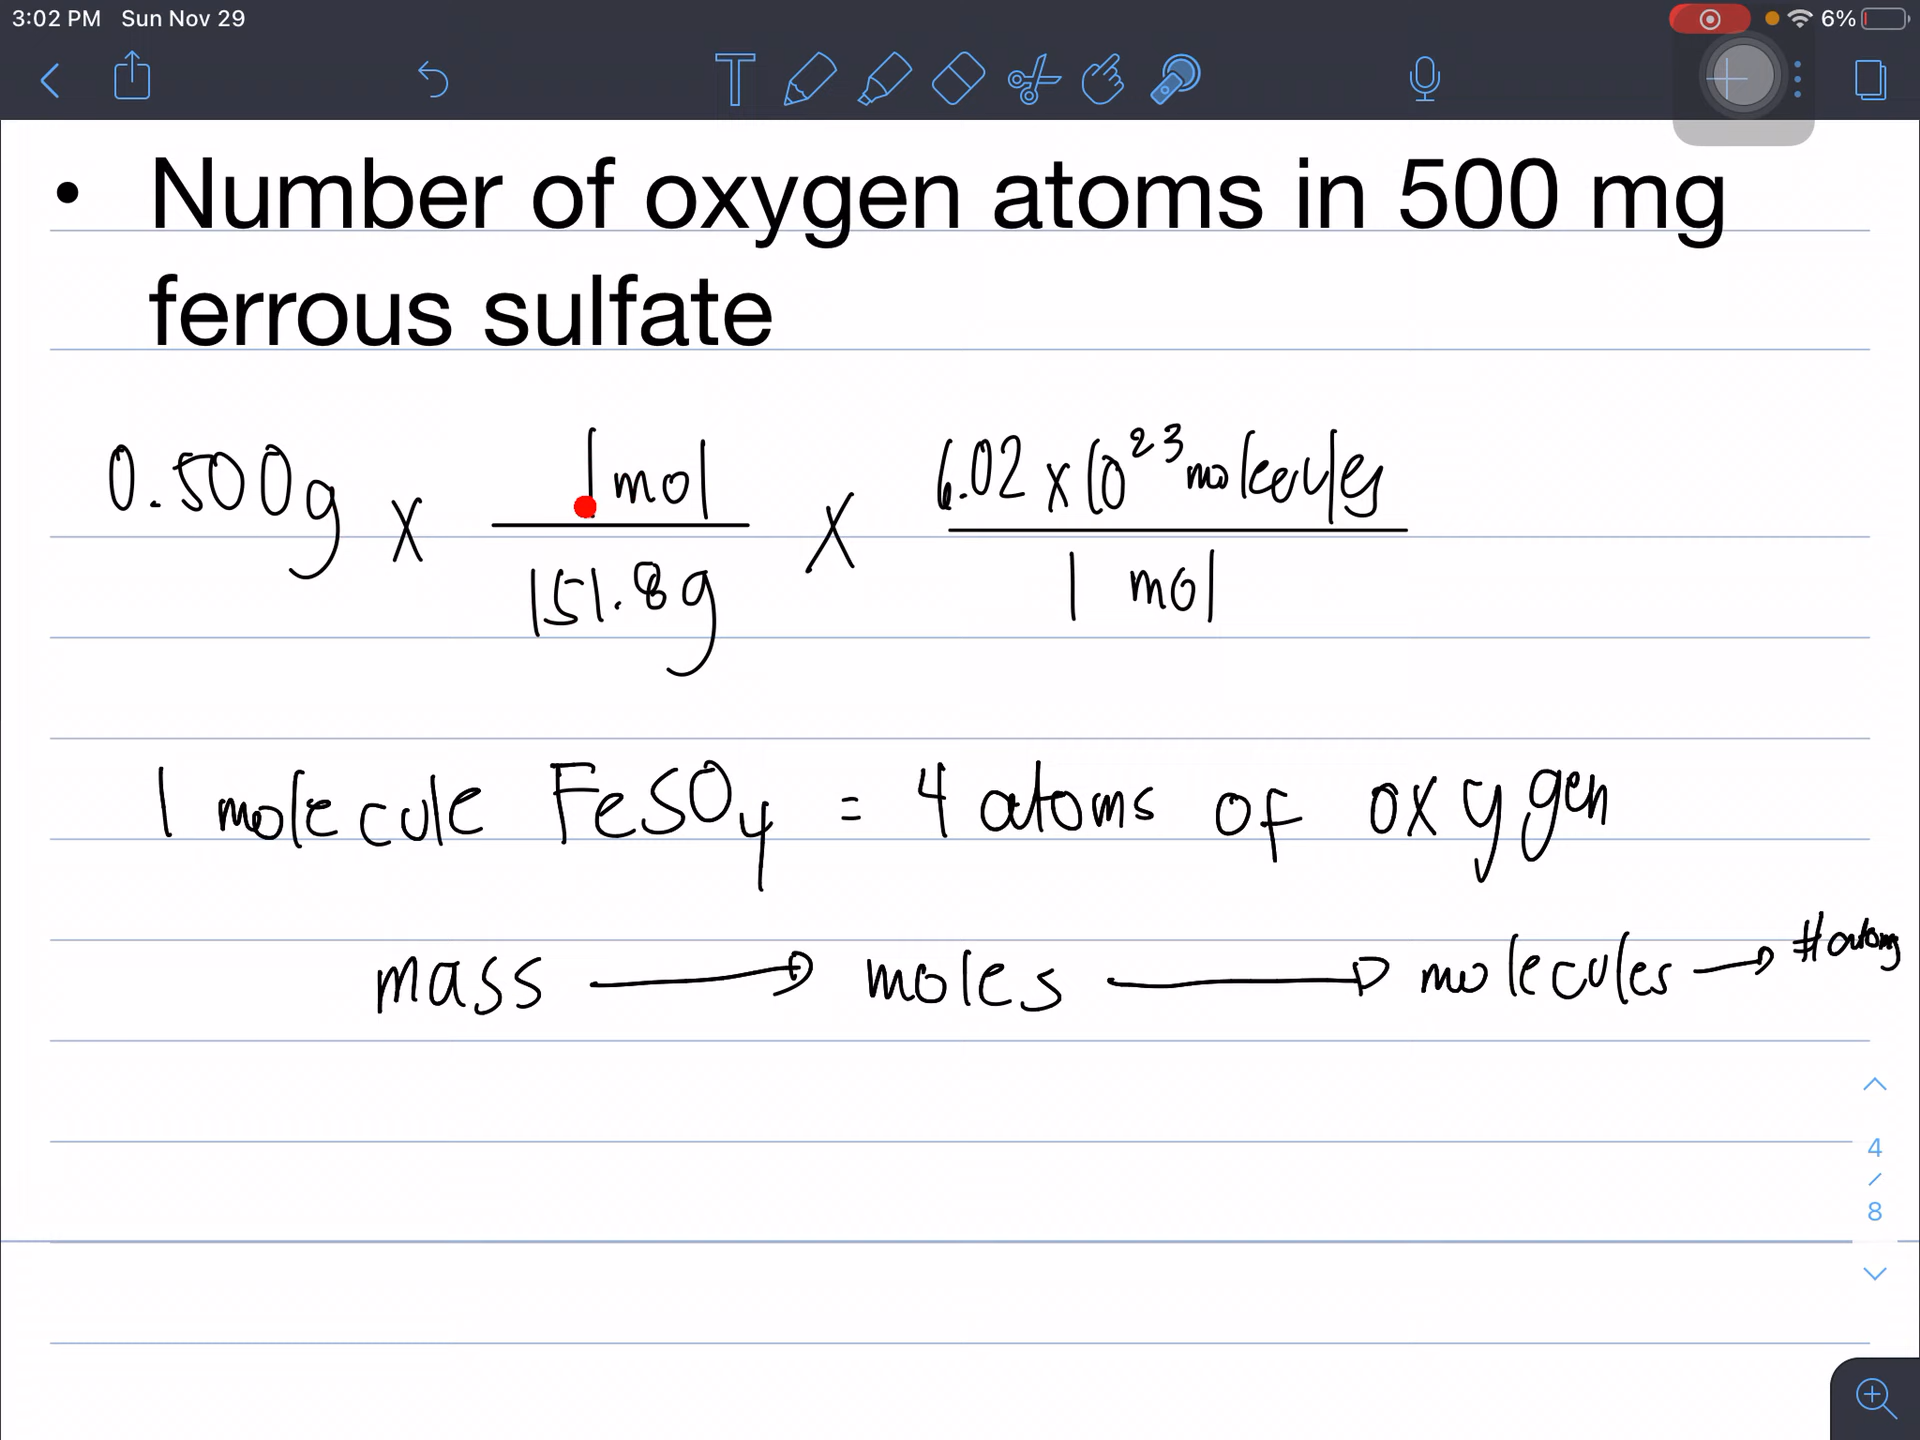 3:02 PM Sun Nov 29 6%
T
• Number of oxygen atoms in 500 mg
ferrous sulfate
0.500g x 1 mol / 151.8g x 6.02 x 10²³ molecules / 1 mol
1 molecule FeSO₄ = 4 atoms of oxygen
mass → moles → molecules → # atoms
4
/
8